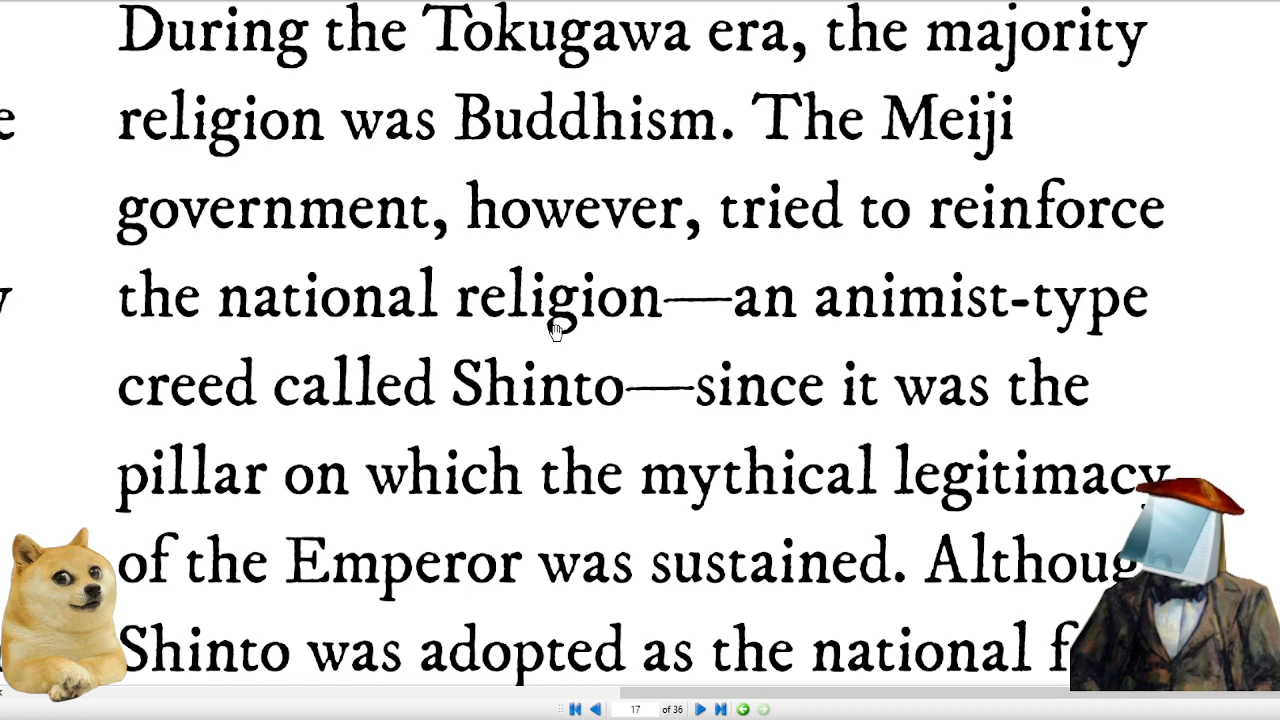 During the Tokugawa era, the majority
religion was Buddhism. The Meiji
government, however, tried to reinforce
the national religion—an animist-type
creed called Shinto—since it was the
pillar on which the mythical legitimacy
of the Emperor was sustained. Althoug
Shinto was adopted as the national f
17 of 36